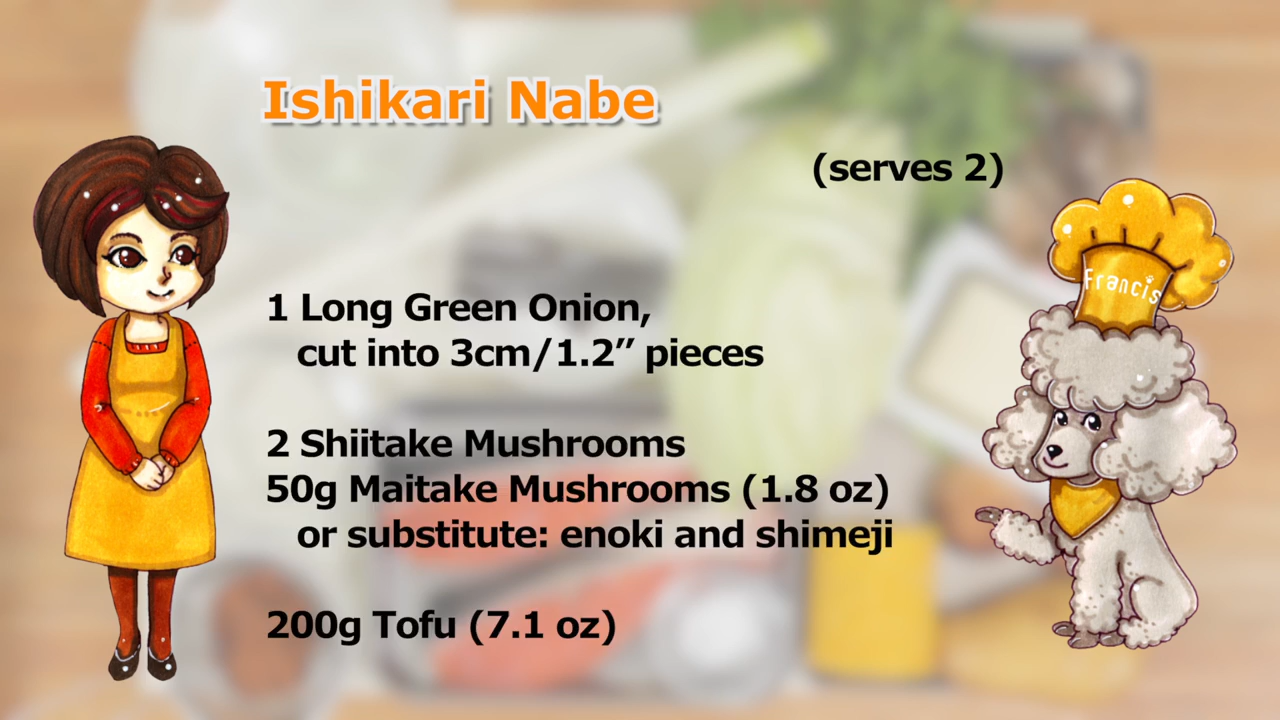 Ishikari Nabe
(serves 2)
1 Long Green Onion,
cut into 3cm/1.2” pieces
2 Shiitake Mushrooms
50g Maitake Mushrooms (1.8 oz)
or substitute: enoki and shimeji
200g Tofu (7.1 oz)
Francis